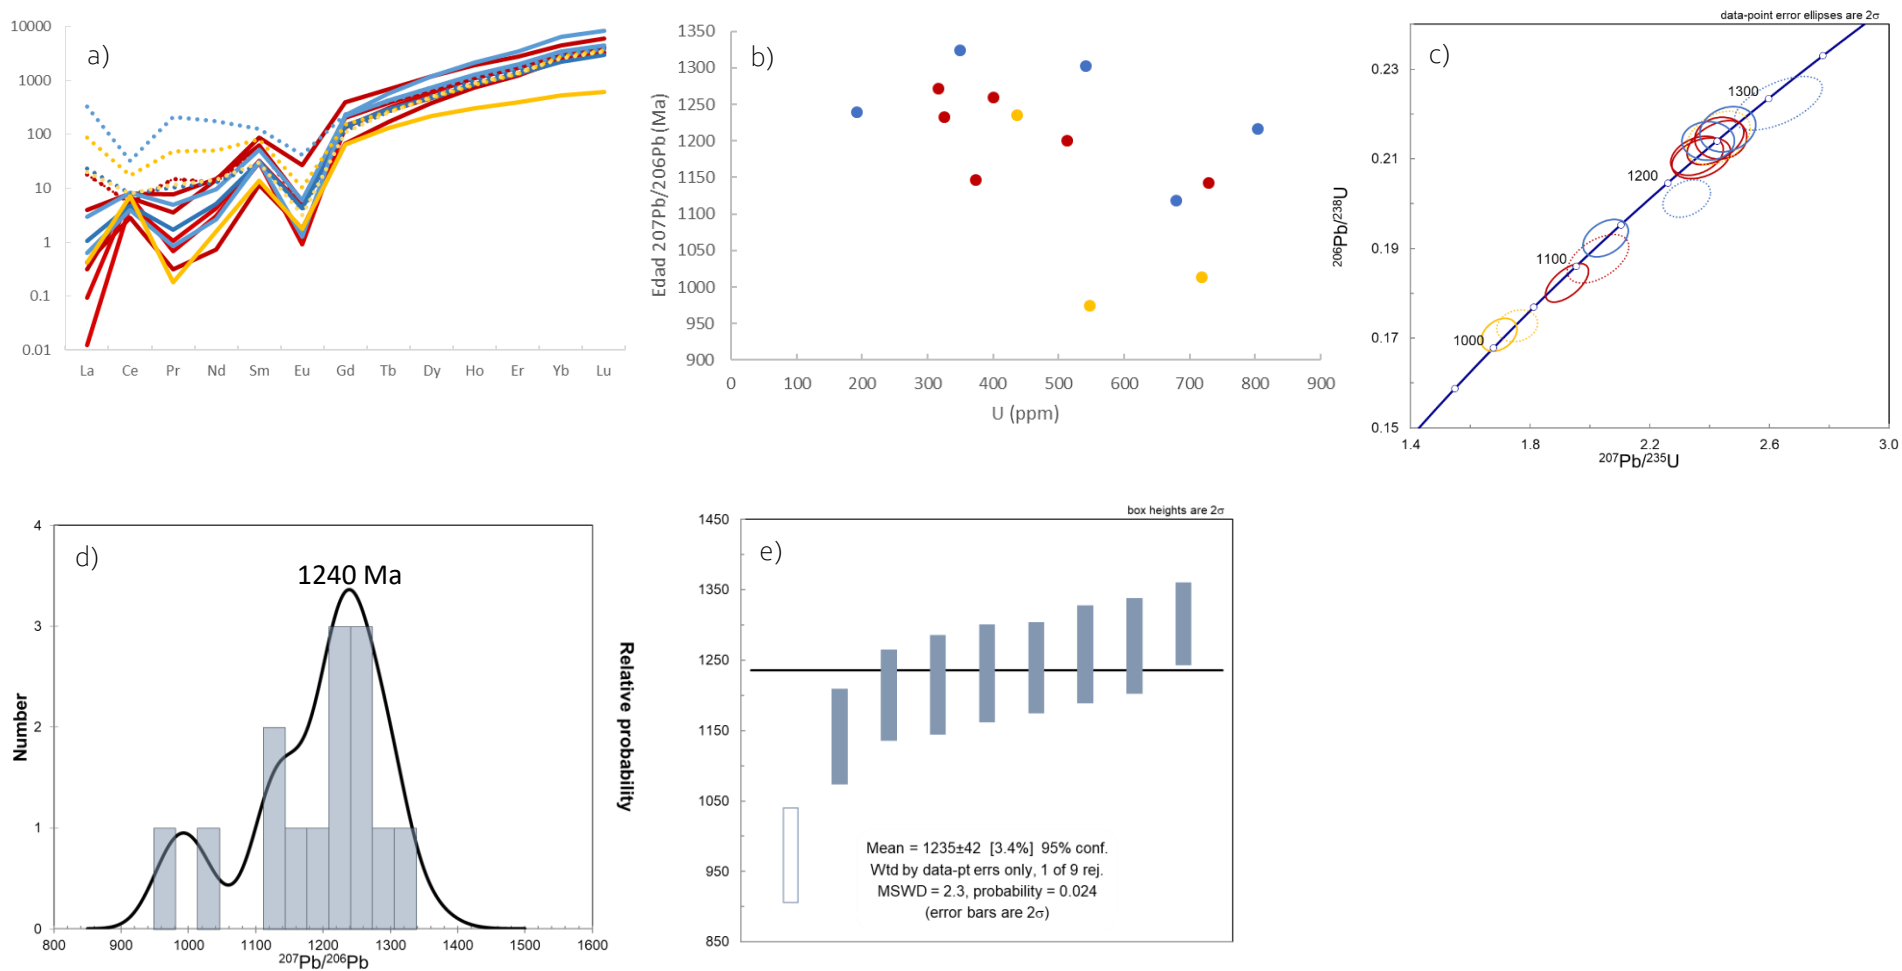 a)
10000
1000
100
10
1
0.1
0.01
La Ce Pr Nd Sm Eu Gd Tb Dy Ho Er Yb Lu
b)
Edad 207Pb/206Pb (Ma)
1350
1300
1250
1200
1150
1100
1050
1000
950
900
0 100 200 300 400 500 600 700 800 900
U (ppm)
data-point error ellipses are 2σ
c)
206Pb/238U
0.23
0.21
0.19
0.17
0.15
1300
1200
1100
1000
1.4 1.8 2.2 2.6 3.0
207Pb/235U
d)
1240 Ma
Number
4
3
2
1
0
Relative probability
800 900 1000 1100 1200 1300 1400 1500 1600
207Pb/206Pb
box heights are 2σ
e)
1450
1350
1250
1150
1050
950
850
Mean = 1235±42 [3.4%] 95% conf.
Wtd by data-pt errs only, 1 of 9 rej.
MSWD = 2.3, probability = 0.024
(error bars are 2σ)